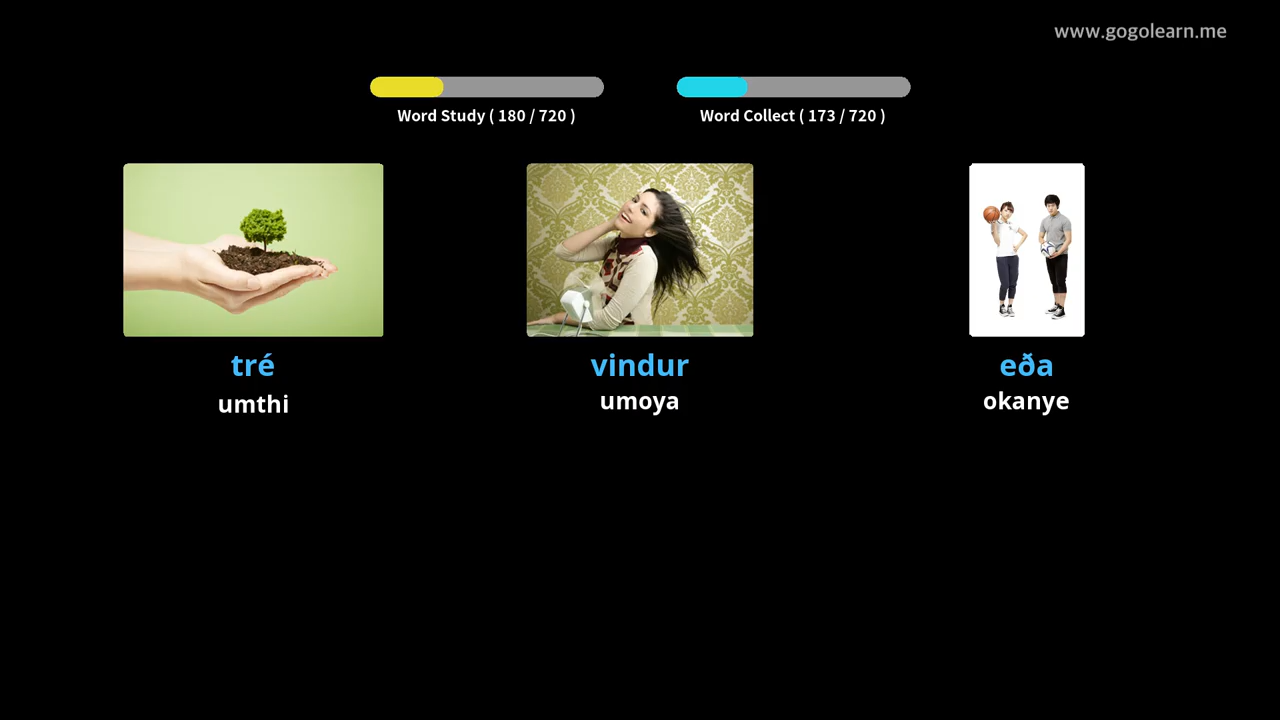 www.gogolearn.me
Word Study ( 180 / 720 )
Word Collect ( 173 / 720 )
tré
umthi
vindur
umoya
eða
okanye